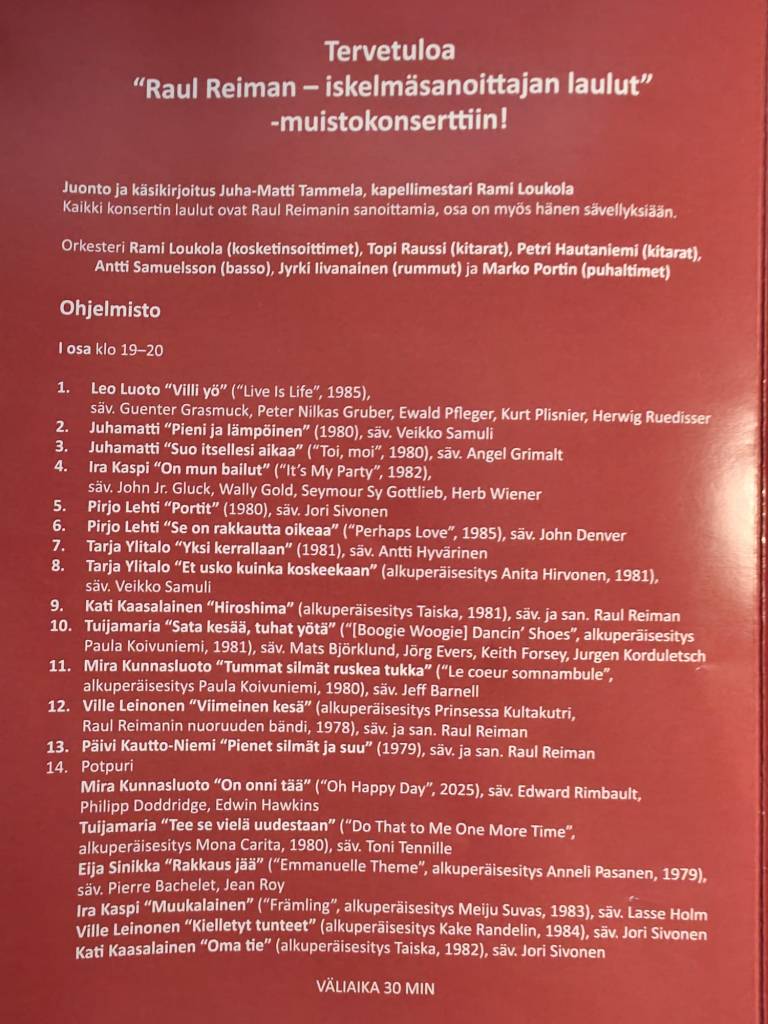 Tervetuloa
“Raul Reiman – iskelmäsanoittajan laulut”
-muistokonserttiin!
Juonto ja käsikirjoitus Juha-Matti Tammela, kapellimestari Rami Loukola
Kaikki konsertin laulut ovat Raul Reimanin sanoittamia, osa on myös hänen sävellyksiään.
Orkesteri Rami Loukola (kosketinsoittimet), Topi Raussi (kitarat), Petri Hautaniemi (kitarat),
Antti Samuelsson (basso), Jyrki Iivanainen (rummut) ja Marko Portin (puhaltimet)
Ohjelmisto
I osa klo 19–20
1. Leo Luoto “Villi yö” (“Live Is Life”, 1985),
säv. Guenter Grasmuck, Peter Nilkas Gruber, Ewald Pfleger, Kurt Plisnier, Herwig Ruedisser
2. Juhamatti “Pieni ja lämpöinen” (1980), säv. Veikko Samuli
3. Juhamatti “Suo itsellesi aikaa” (“Toi, moi”, 1980), säv. Angel Grimalt
4. Ira Kaspi “On mun bailut” (“It’s My Party”, 1982),
säv. John Jr. Gluck, Wally Gold, Seymour Sy Gottlieb, Herb Wiener
5. Pirjo Lehti “Portit” (1980), säv. Jori Sivonen
6. Pirjo Lehti “Se on rakkautta oikeaa” (“Perhaps Love”, 1985), säv. John Denver
7. Tarja Ylitalo “Yksi kerrallaan” (1981), säv. Antti Hyvärinen
8. Tarja Ylitalo “Et usko kuinka koskeekaan” (alkuperäisesitys Anita Hirvonen, 1981),
säv. Veikko Samuli
9. Kati Kaasalainen “Hiroshima” (alkuperäisesitys Taiska, 1981), säv. ja san. Raul Reiman
10. Tuijamaria “Sata kesää, tuhat yötä” (“[Boogie Woogie] Dancin’ Shoes”, alkuperäisesitys
Paula Koivuniemi, 1981), säv. Mats Björklund, Jörg Evers, Keith Forsey, Jurgen Korduletsch
11. Mira Kunnasluoto “Tummat silmät ruskea tukka” (“Le coeur somnambule”,
alkuperäisesitys Paula Koivuniemi, 1980), säv. Jeff Barnell
12. Ville Leinonen “Viimeinen kesä” (alkuperäisesitys Prinsessa Kultakutri,
Raul Reimanin nuoruuden bändi, 1978), säv. ja san. Raul Reiman
13. Päivi Kautto-Niemi “Pienet silmät ja suu” (1979), säv. ja san. Raul Reiman
14. Potpuri
Mira Kunnasluoto “On onni tää” (“Oh Happy Day”, 2025), säv. Edward Rimbault,
Philipp Doddridge, Edwin Hawkins
Tuijamaria “Tee se vielä uudestaan” (“Do That to Me One More Time”,
alkuperäisesitys Mona Carita, 1980), säv. Toni Tennille
Eija Sinikka “Rakkaus jää” (“Emmanuelle Theme”, alkuperäisesitys Anneli Pasanen, 1979),
säv. Pierre Bachelet, Jean Roy
Ira Kaspi “Muukalainen” (“Främling”, alkuperäisesitys Meiju Suvas, 1983), säv. Lasse Holm
Ville Leinonen “Kielletyt tunteet” (alkuperäisesitys Kake Randelin, 1984), säv. Jori Sivonen
Kati Kaasalainen “Oma tie” (alkuperäisesitys Taiska, 1982), säv. Jori Sivonen
VÄLIAIKA 30 MIN